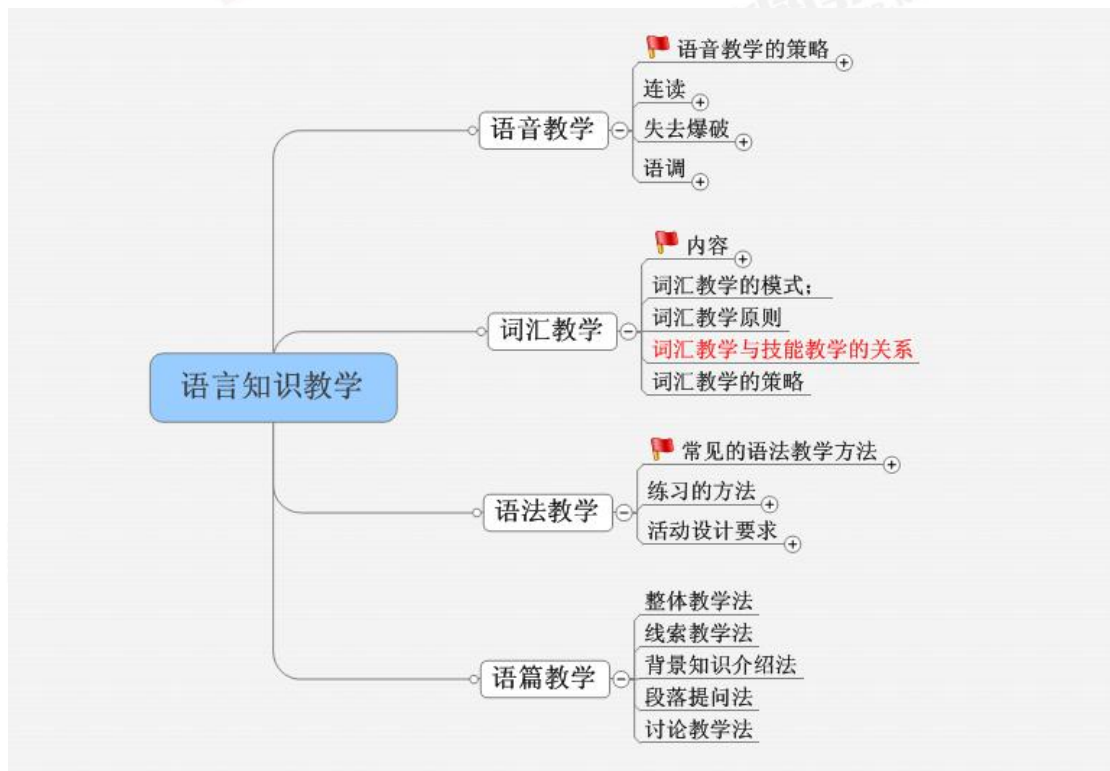 语言知识教学
语音教学
语音教学的策略
连读
失去爆破
语调
词汇教学
内容
词汇教学的模式;
词汇教学原则
词汇教学与技能教学的关系
词汇教学的策略
语法教学
常见的语法教学方法
练习的方法
活动设计要求
语篇教学
整体教学法
线索教学法
背景知识介绍法
段落提问法
讨论教学法